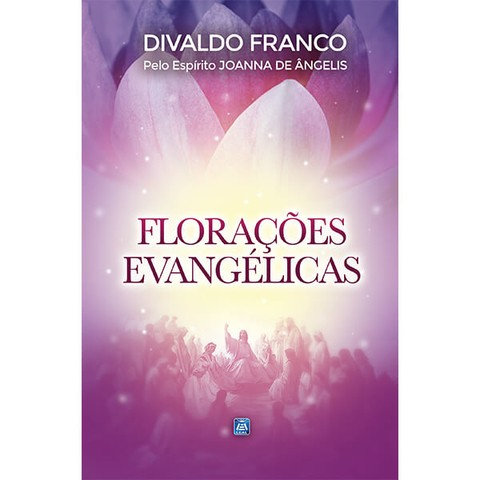 DIVALDO FRANCO
Pelo Espírito JOANNA DE ÂNGELIS
FLORAÇÕES
EVANGÉLICAS